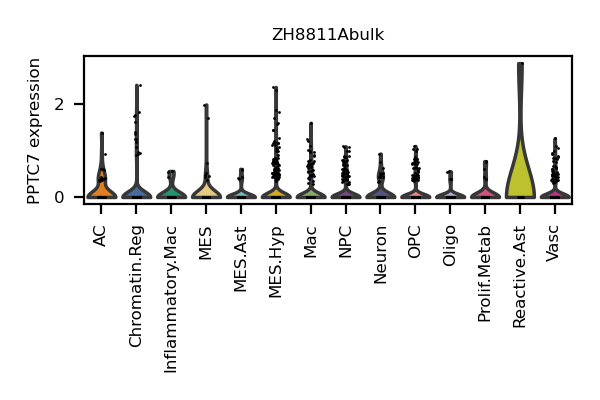 ZH8811Abulk
PPTC7 expression
2
0
AC
Chromatin.Reg
Inflammatory.Mac
MES
MES.Ast
MES.Hyp
Mac
NPC
Neuron
OPC
Oligo
Prolif.Metab
Reactive.Ast
Vasc